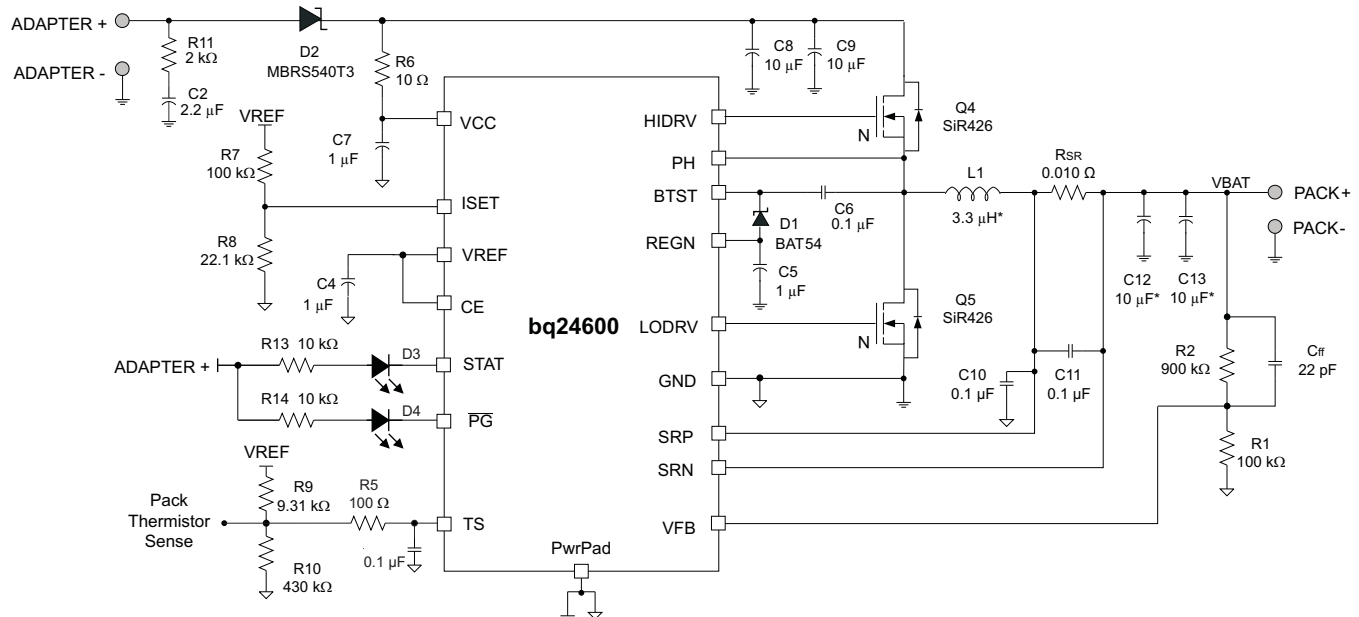 ADAPTER +
R11
2 kΩ
D2
MBRS540T3
R6
10 Ω
C8
10 µF
C9
10 µF
ADAPTER -
C2
2.2 µF
VREF
R7
100 kΩ
C7
1 µF
VCC
HIDRV
N
Q4
SiR426
PH
ISET
BTST
C6
0.1 µF
L1
3.3 µH*
RSR
0.010 Ω
VBAT
PACK+
PACK-
R8
22.1 kΩ
D1
BAT54
REGN
VREF
C4
1 µF
C5
1 µF
C12
10 µF*
C13
10 µF*
CE
bq24600
LODRV
N
Q5
SiR426
ADAPTER +
R13 10 kΩ
D3
STAT
GND
C10
0.1 µF
C11
0.1 µF
R2
900 kΩ
Cff
22 pF
R14 10 kΩ
D4
PG
SRP
R1
100 kΩ
VREF
R9
9.31 kΩ
R5
100 Ω
SRN
Pack
Thermistor
Sense
TS
VFB
0.1 µF
R10
430 kΩ
PwrPad